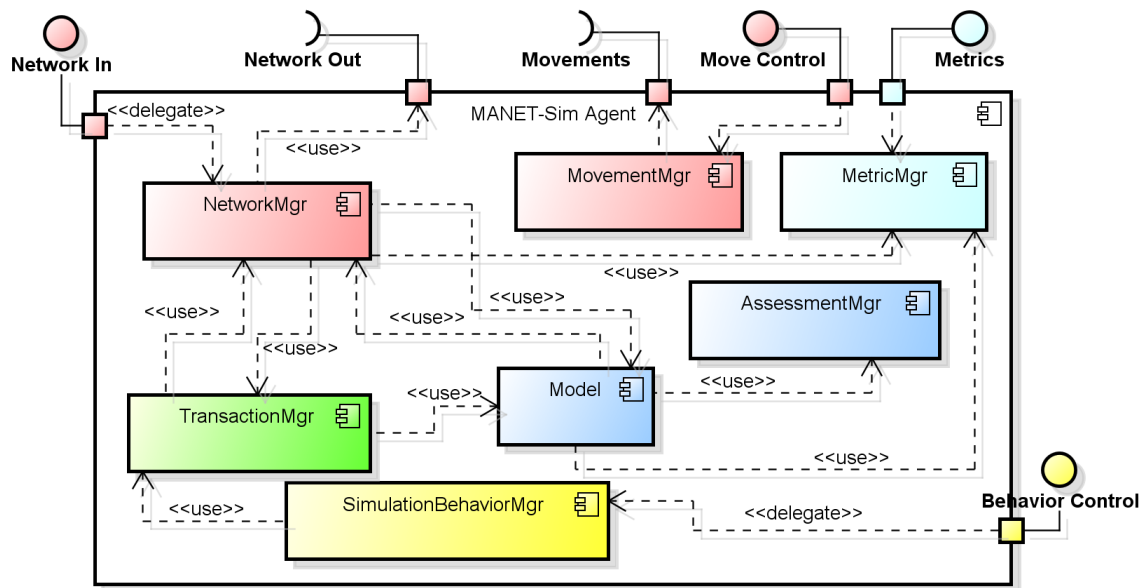 Network In
Network Out
Movements
Move Control
Metrics
<<delegate>>
MANET-Sim Agent
<<use>>
MovementMgr
MetricMgr
NetworkMgr
<<use>>
<<use>>
AssessmentMgr
<<use>>
<<use>>
<<use>>
<<use>>
Model
<<use>>
TransactionMgr
<<use>>
Behavior Control
SimulationBehaviorMgr
<<use>>
<<delegate>>